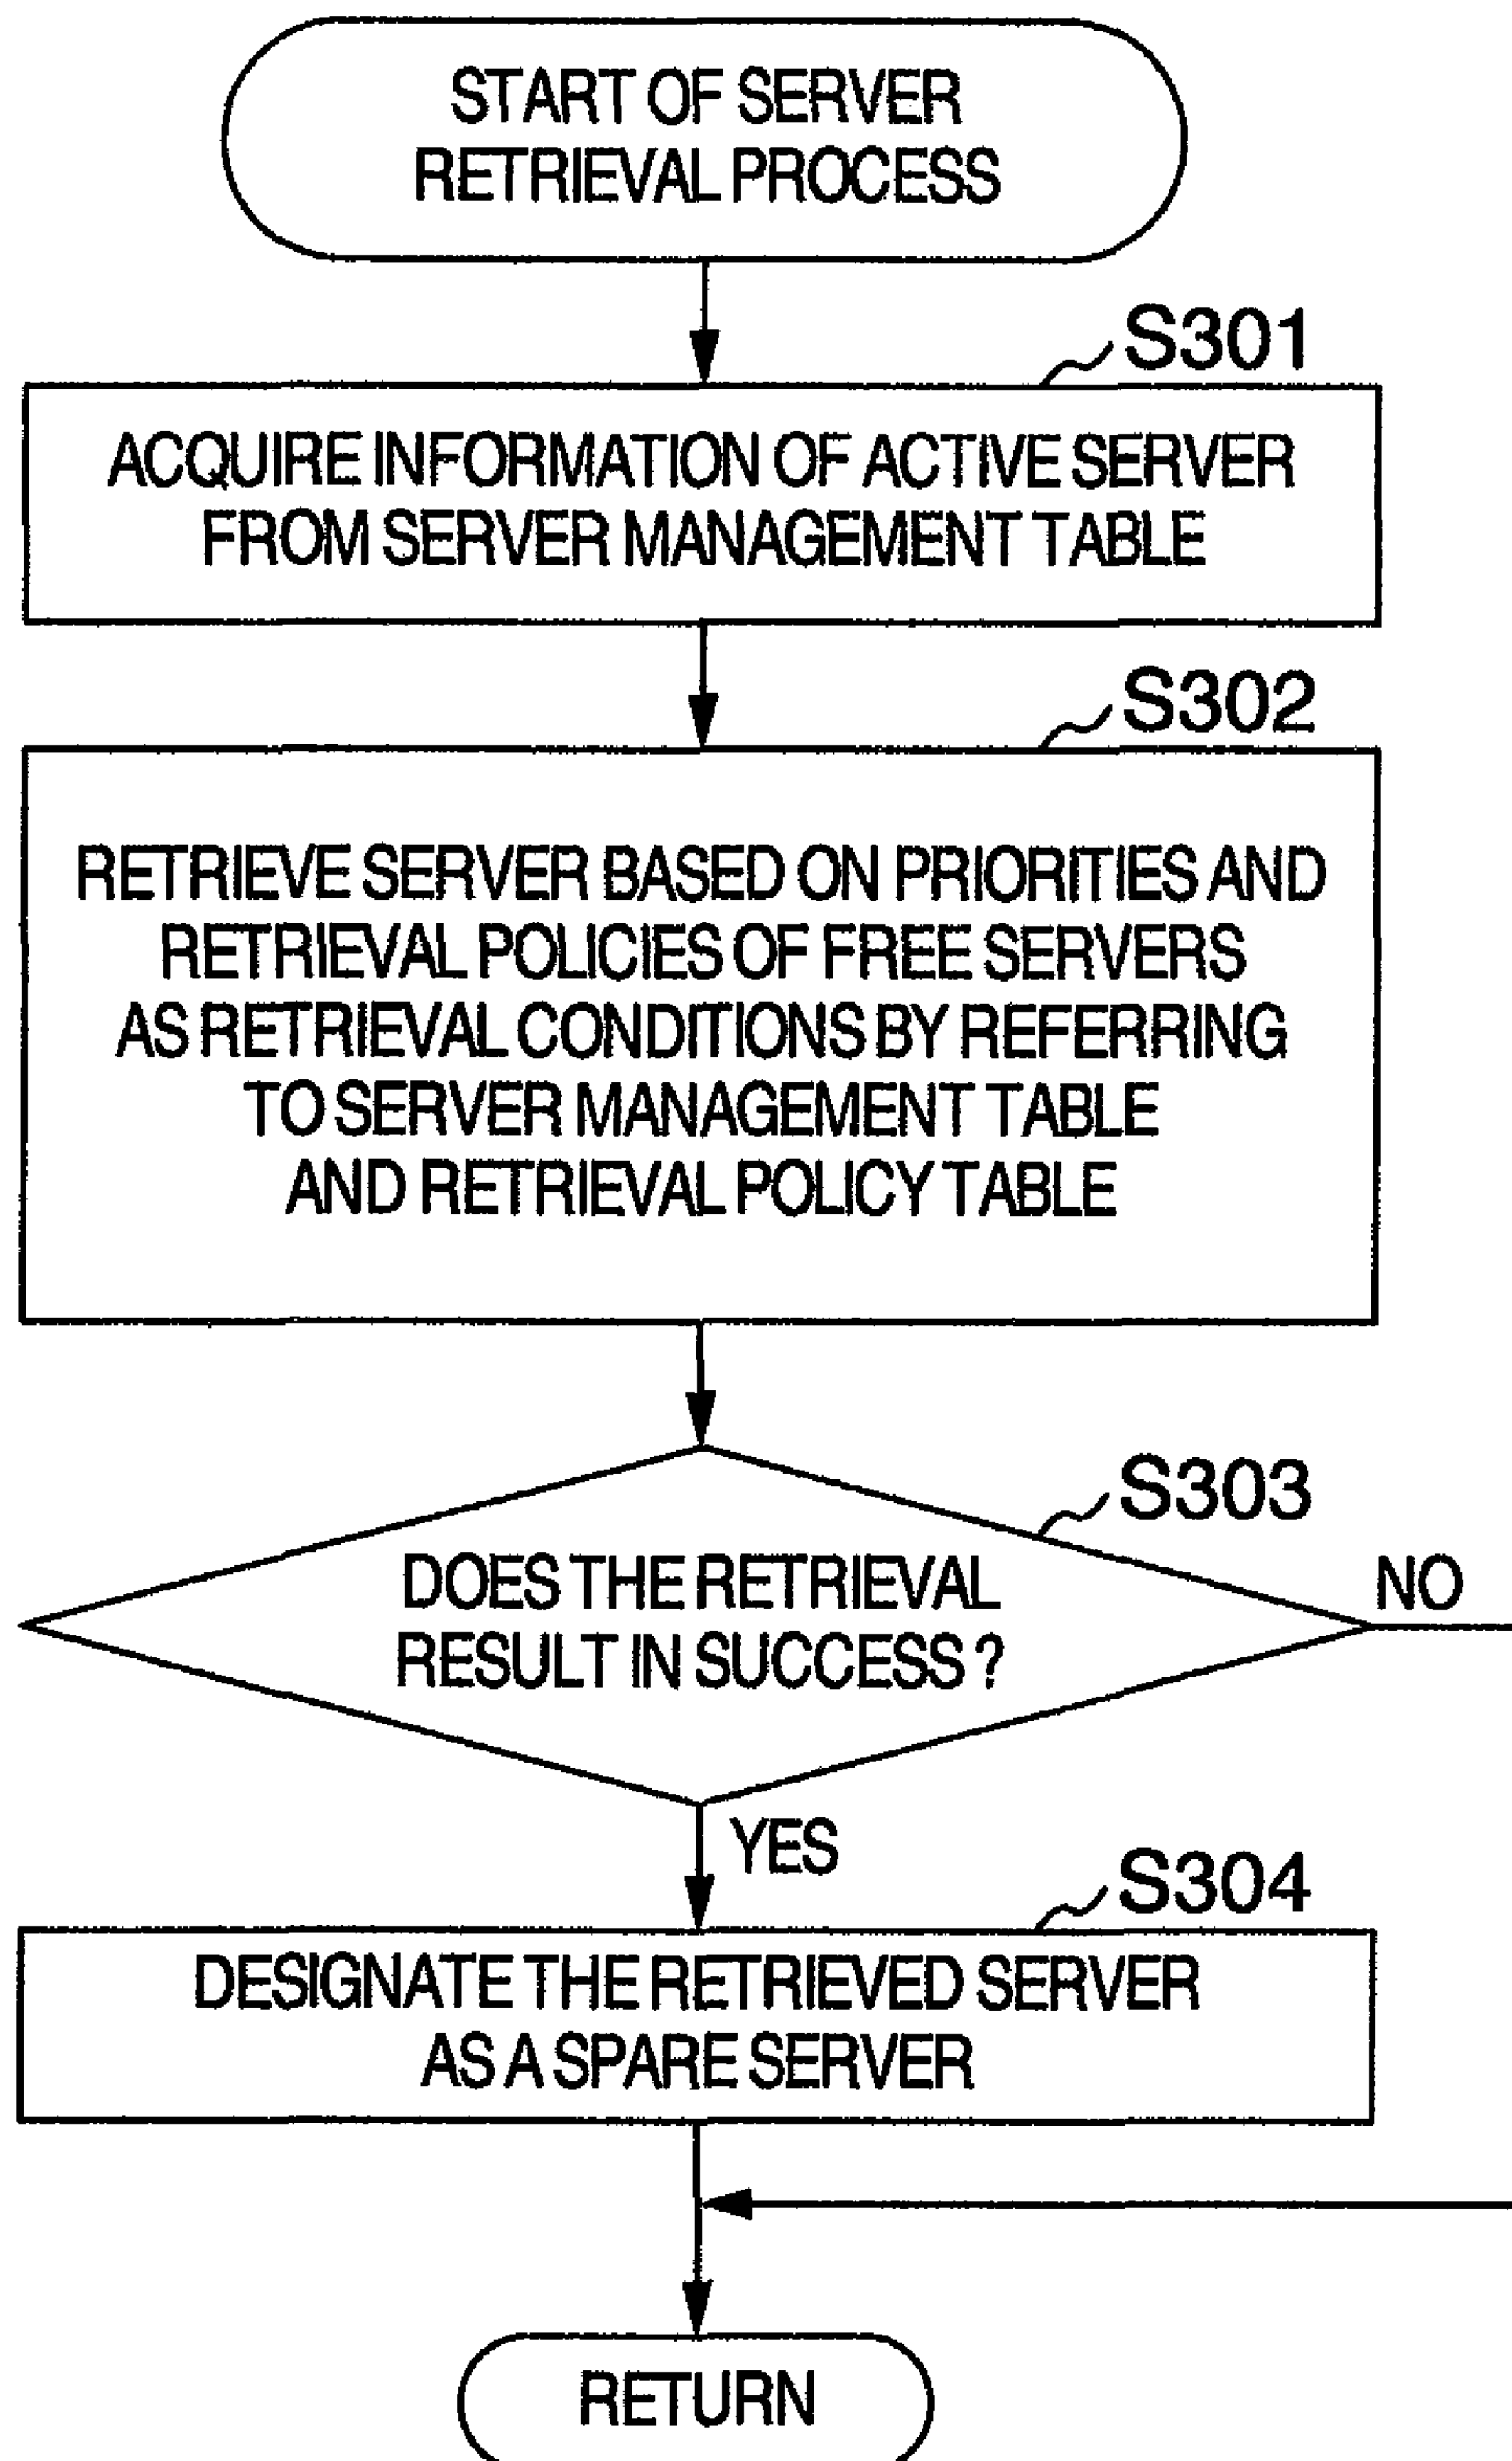 START OF SERVER
RETRIEVAL PROCESS
S301
ACQUIRE INFORMATION OF ACTIVE SERVER
FROM SERVER MANAGEMENT TABLE
S302
RETRIEVE SERVER BASED ON PRIORITIES AND
RETRIEVAL POLICIES OF FREE SERVERS
AS RETRIEVAL CONDITIONS BY REFERRING
TO SERVER MANAGEMENT TABLE
AND RETRIEVAL POLICY TABLE
S303
DOES THE RETRIEVAL
RESULT IN SUCCESS ?
NO
YES
S304
DESIGNATE THE RETRIEVED SERVER
AS A SPARE SERVER
RETURN